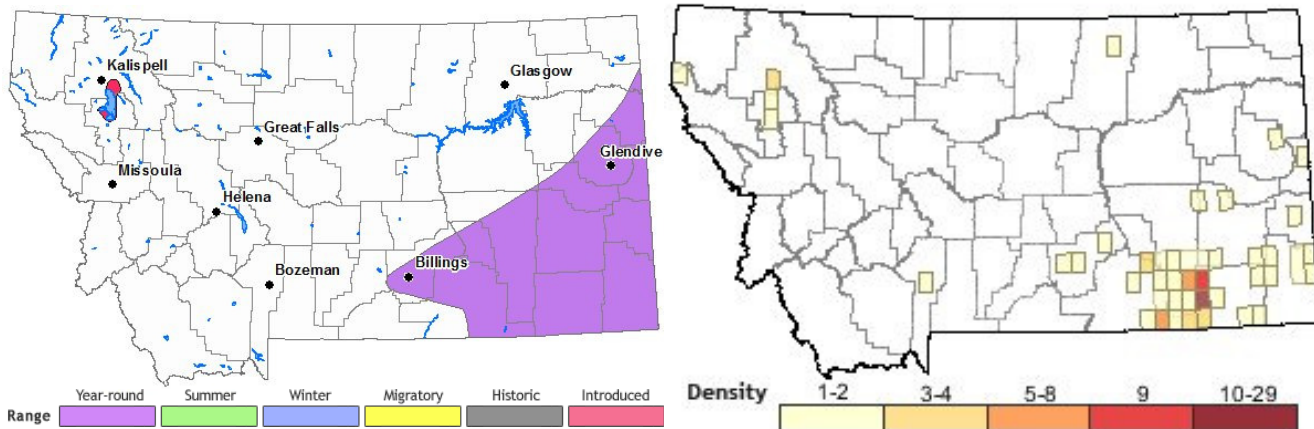 Kalispell
Glasgow
Great Falls
Glendive
Missoula
Helena
Billings
Bozeman
Range Year-round Summer Winter Migratory Historic Introduced
Density 1-2 3-4 5-8 9 10-29